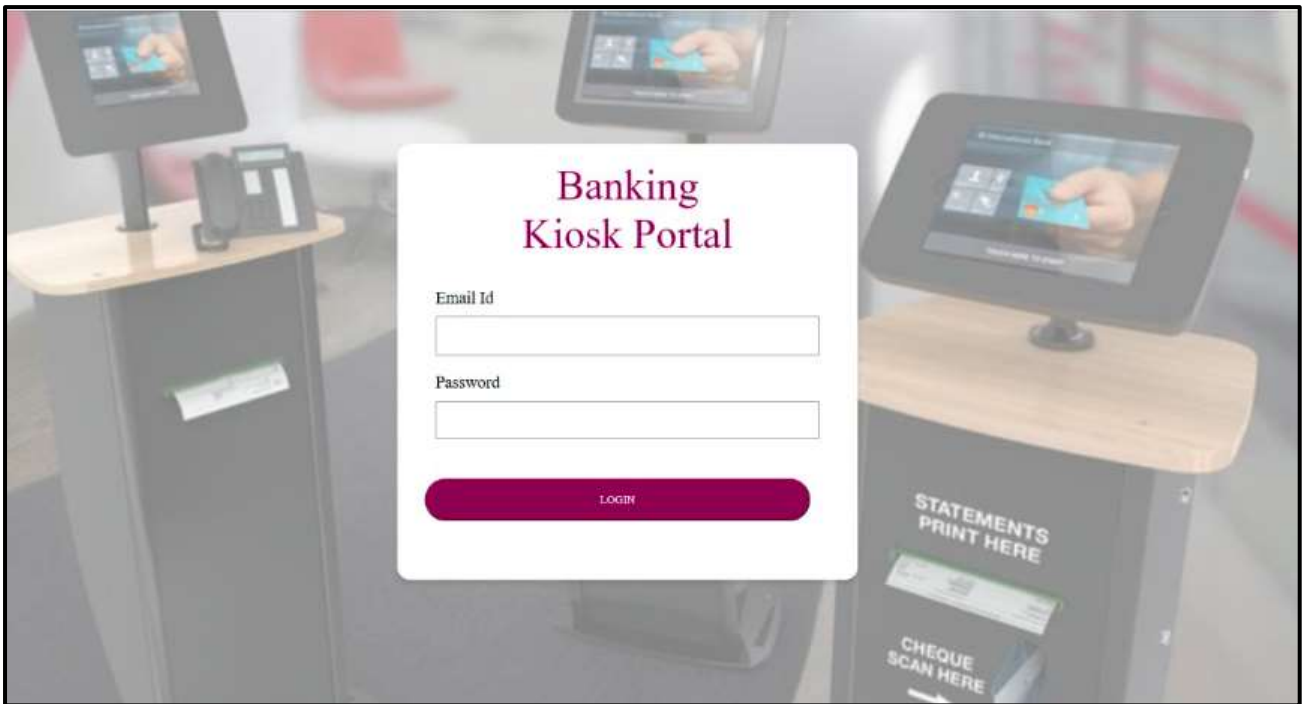 Banking
Kiosk Portal
Email Id
Password
LOGIN
STATEMENTS
PRINT HERE
CHEQUE
SCAN HERE